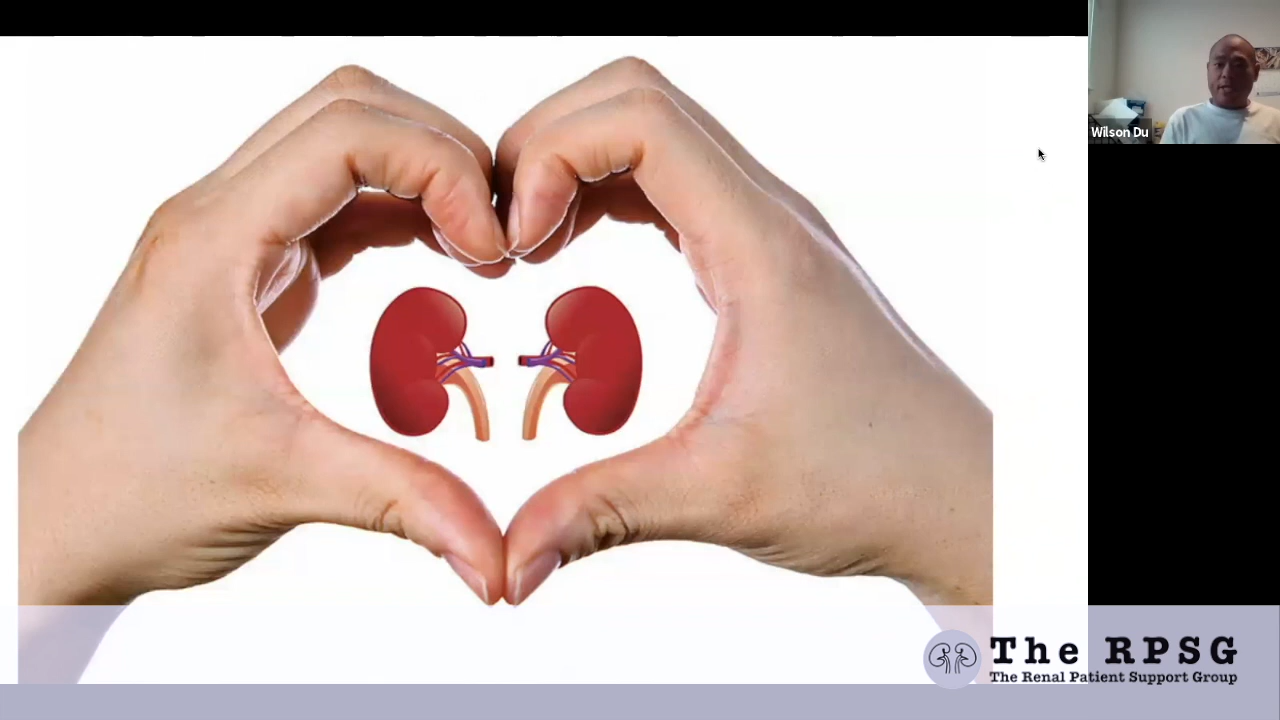 Wilson Du
The RPSG
The Renal Patient Support Group